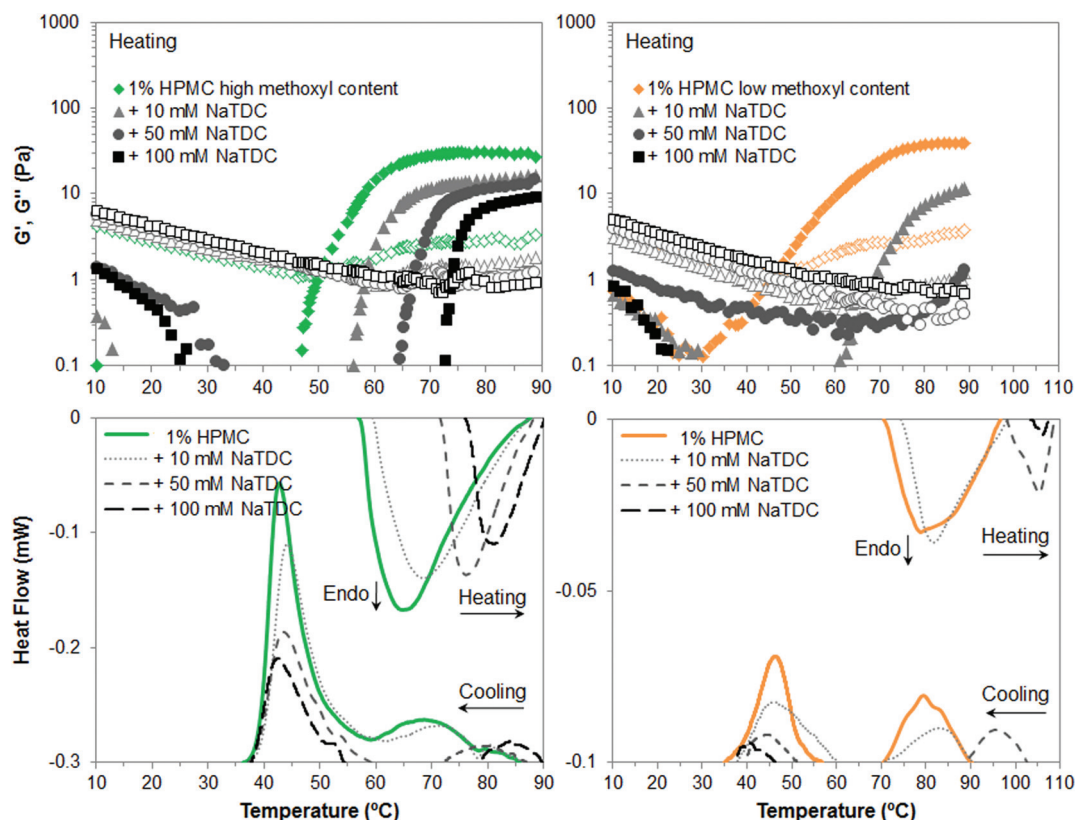 1000
100
10
1
0.1
G', G'' (Pa)
Heating
1% HPMC high methoxyl content
+ 10 mM NaTDC
+ 50 mM NaTDC
+ 100 mM NaTDC
10 20 30 40 50 60 70 80 90
1000
100
10
1
0.1
Heating
1% HPMC low methoxyl content
+ 10 mM NaTDC
+ 50 mM NaTDC
+ 100 mM NaTDC
10 20 30 40 50 60 70 80 90 100 110
0
-0.1
-0.2
-0.3
Heat Flow (mW)
1% HPMC
+ 10 mM NaTDC
+ 50 mM NaTDC
+ 100 mM NaTDC
Endo
Heating
Cooling
10 20 30 40 50 60 70 80 90
Temperature (ºC)
0
-0.05
-0.1
1% HPMC
+ 10 mM NaTDC
+ 50 mM NaTDC
+ 100 mM NaTDC
Endo
Heating
Cooling
10 20 30 40 50 60 70 80 90 100 110
Temperature (ºC)